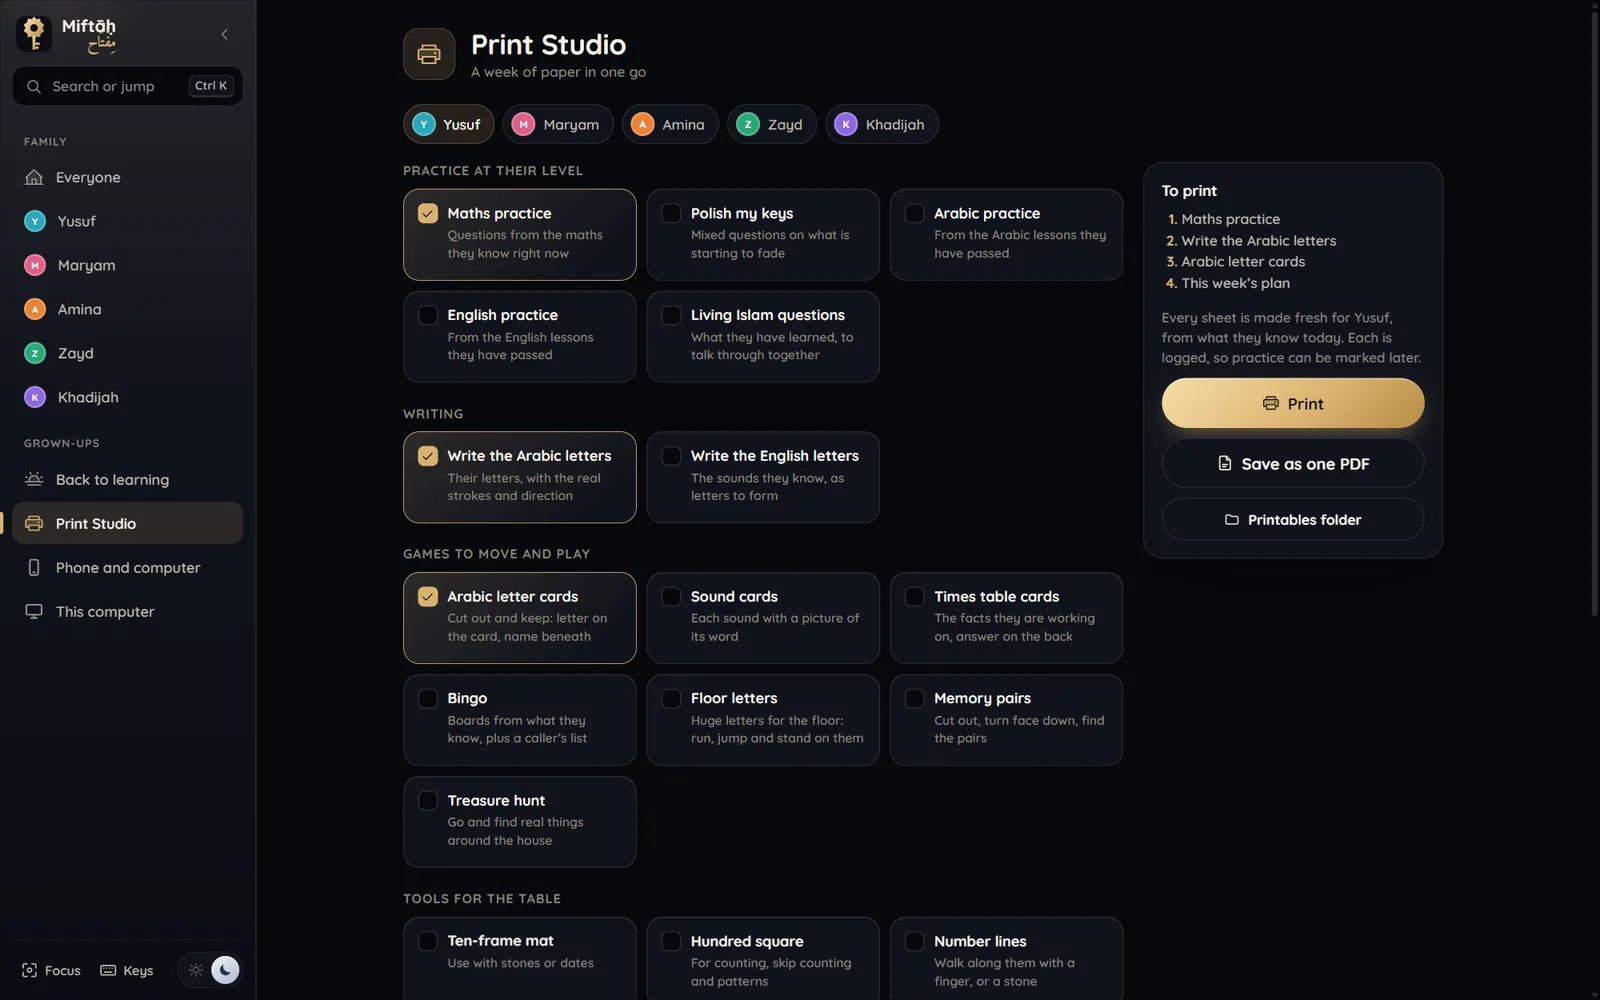 Miftāḥ
مِفتاح
Search or jump
Ctrl K
FAMILY
Everyone
Y Yusuf
M Maryam
A Amina
Z Zayd
K Khadijah
GROWN-UPS
Back to learning
Print Studio
Phone and computer
This computer
Focus
Keys
Print Studio
A week of paper in one go
Y Yusuf
M Maryam
A Amina
Z Zayd
K Khadijah
PRACTICE AT THEIR LEVEL
Maths practice
Questions from the maths
they know right now
Polish my keys
Mixed questions on what is
starting to fade
Arabic practice
From the Arabic lessons they
have passed
English practice
From the English lessons
they have passed
Living Islam questions
What they have learned, to
talk through together
WRITING
Write the Arabic letters
Their letters, with the real
strokes and direction
Write the English letters
The sounds they know, as
letters to form
GAMES TO MOVE AND PLAY
Arabic letter cards
Cut out and keep: letter on
the card, name beneath
Sound cards
Each sound with a picture of
its word
Times table cards
The facts they are working
on, answer on the back
Bingo
Boards from what they
know, plus a caller's list
Floor letters
Huge letters for the floor:
run, jump and stand on them
Memory pairs
Cut out, turn face down, find
the pairs
Treasure hunt
Go and find real things
around the house
TOOLS FOR THE TABLE
Ten-frame mat
Use with stones or dates
Hundred square
For counting, skip counting
and patterns
Number lines
Walk along them with a
finger, or a stone
To print
1. Maths practice
2. Write the Arabic letters
3. Arabic letter cards
4. This week's plan
Every sheet is made fresh for Yusuf,
from what they know today. Each is
logged, so practice can be marked later.
Print
Save as one PDF
Printables folder